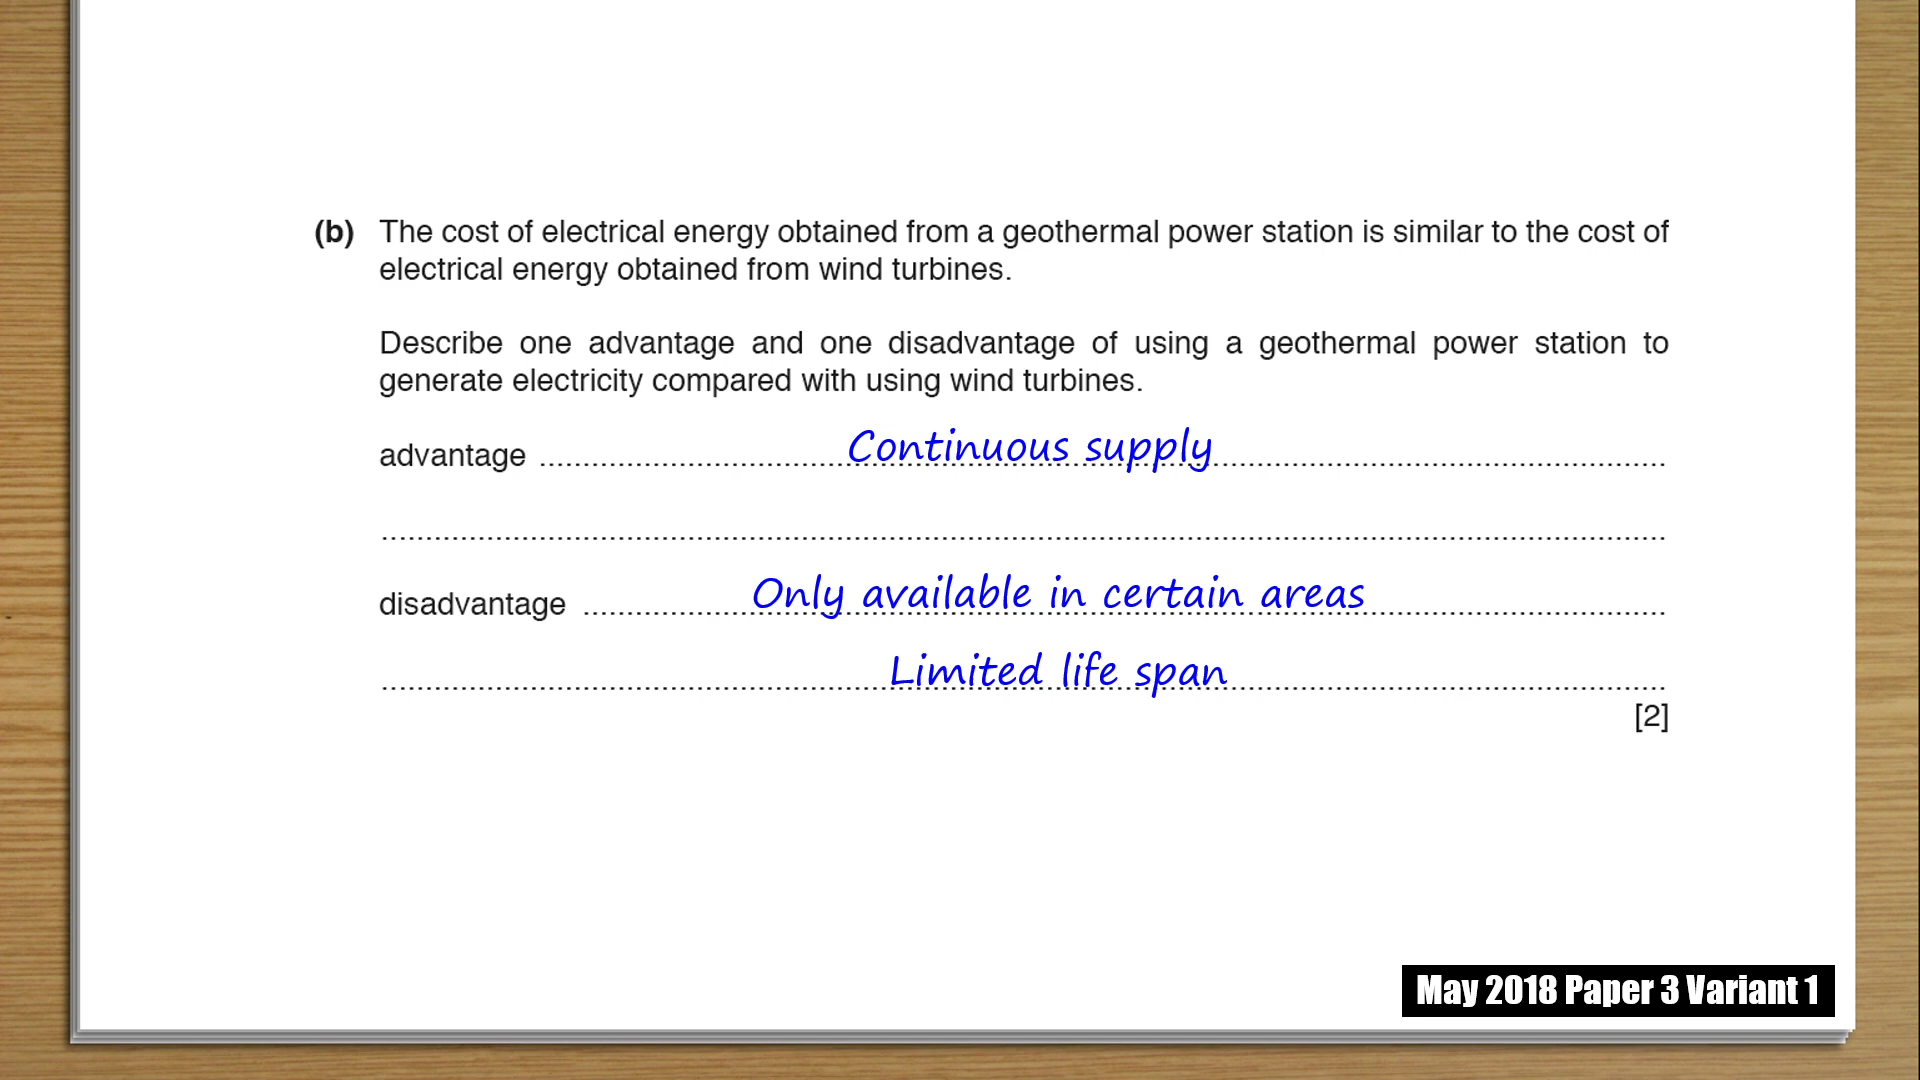 (b) The cost of electrical energy obtained from a geothermal power station is similar to the cost of
electrical energy obtained from wind turbines.
Describe one advantage and one disadvantage of using a geothermal power station to
generate electricity compared with using wind turbines.
advantage Continuous supply
disadvantage Only available in certain areas
Limited life span
[2]
May 2018 Paper 3 Variant 1